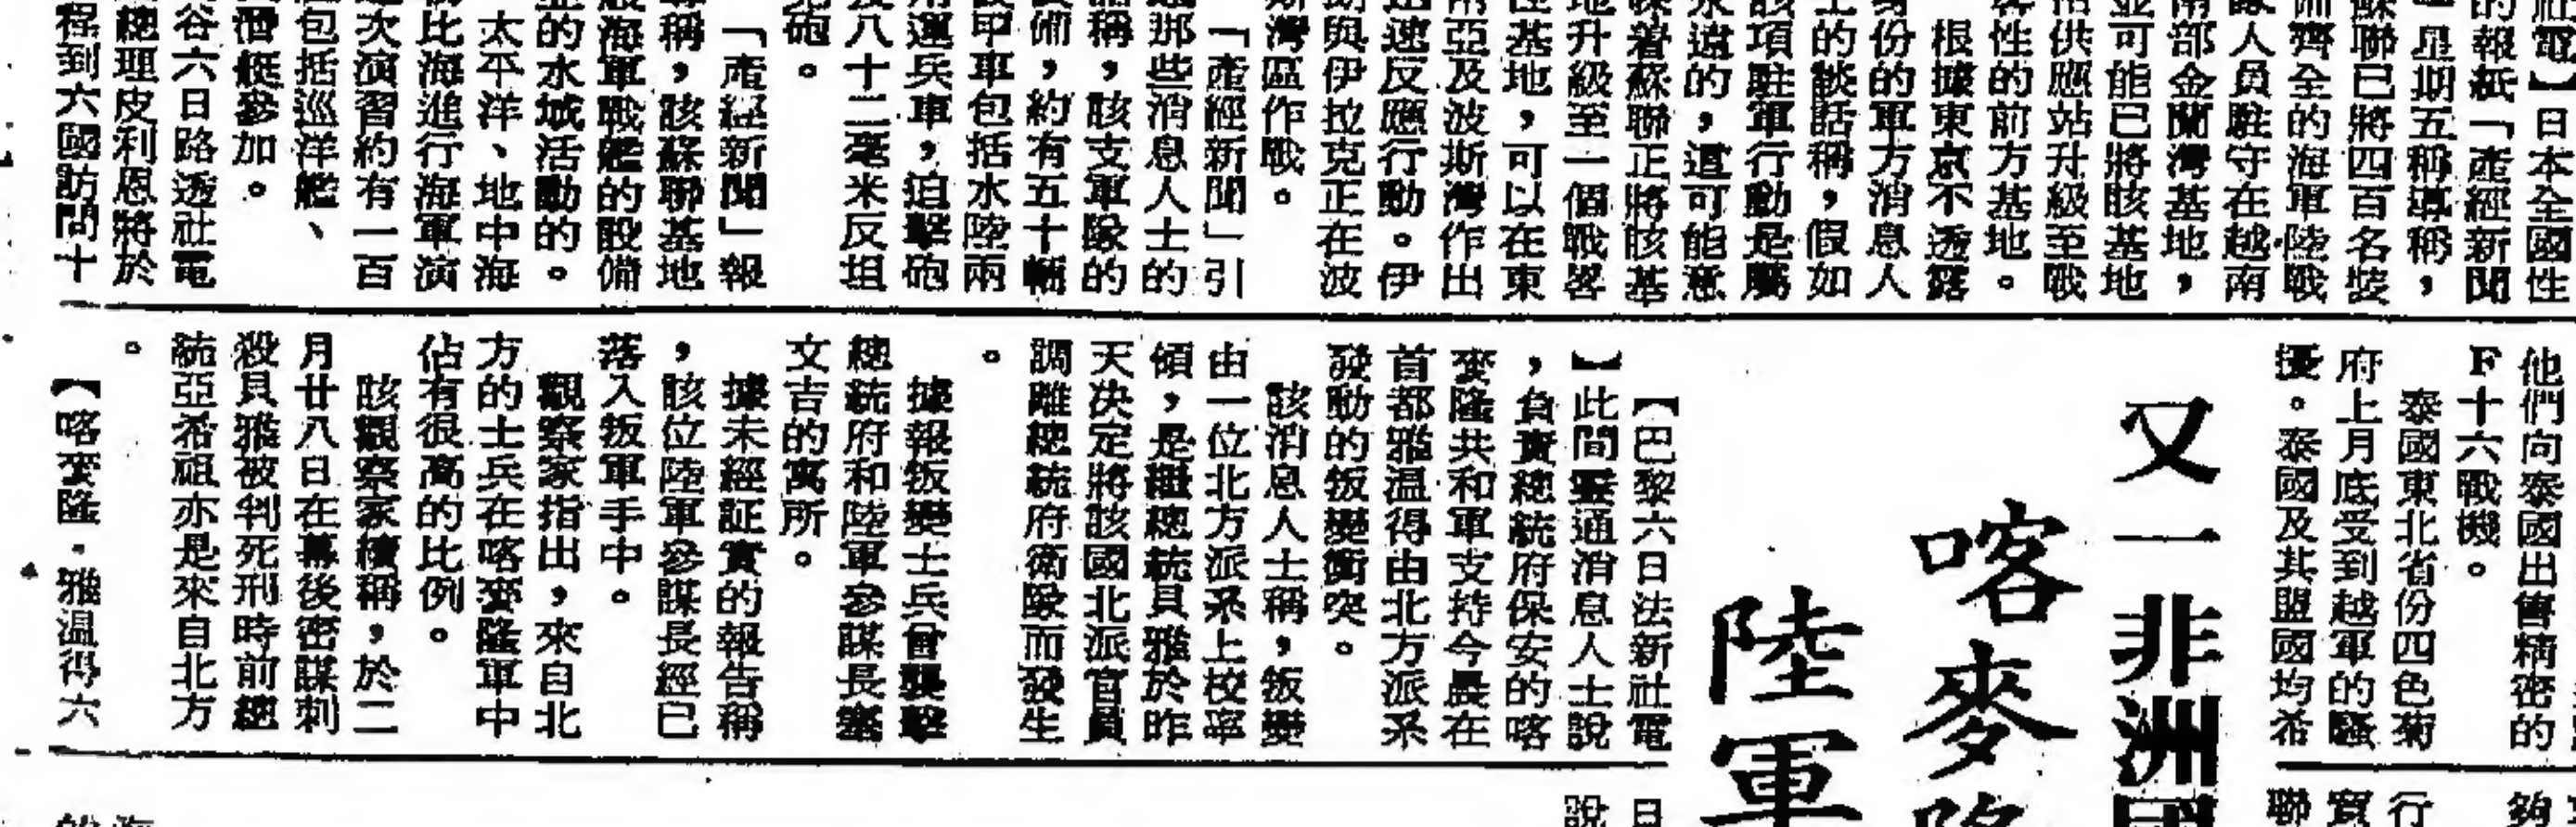 社電】日本全國性
的報紙「產經新聞
」星期五稱導稱，
蘇聯已將四百名裝
備齊全的海軍陸戰
隊人員駐守在越南
南部金蘭灣基地，
並可能已將該基地
。
性的前方基地。
根據東京不透露
身份的軍方消息人
士的談話稱，假如
該項駐軍行動是屬
永遠的，這可能意
味着蘇聯正將該基
地升級至一個戰畧
性基地，可以在東
南亞及波斯灣作出
迅速反應行動。伊
朗與伊拉克正在波
斯灣區作戰。
「產經新聞」引
述那些消息人士的
話稱，該支軍隊的
裝備，約有五十輛
裝甲車包括水陸兩
用運兵車，迫擊砲
及八十二毫米反坦
克砲。
「產經新聞」報
導稱，該蘇聯基地
海軍戰艦的設備
的水域活動的。
太平洋、地中海
比海進行海軍演
次演習約有一百
包括巡洋艦、
潛艇參加。
谷六日路透社電
總理皮利恩將於
程到六國訪問十
他們向泰國出售精密的
F十六戰機。
泰國東北省份四色菊
府上月底受到越軍的騷
擾。泰國及其盟國均希
又一非洲國
喀麥隆
陸軍
【巴黎六日法新社電
】此間靈通消息人士說
，負責總統府保安的喀
麥隆共和軍支持今晨在
首都雅温得由北方派系
發動的叛變衝突。
該消息人士稱，叛變
由一位北方派系上校率
領，是繼總統貝雅於昨
天決定將該國北派官員
調離總統府衛隊而發生
。
據報叛變士兵曾襲擊
總統府和陸軍參謀長塞
文吉的寓所。
據未經証實的報告稱
，該位陸軍參謀長經已
落入叛軍手中。
觀察家指出，來自北
方的士兵在喀麥隆軍中
佔有很高的比例。
該觀察家續稱，於二
月廿八日在幕後密謀刺
殺貝雅被判死刑時前總
統亞希祖亦是來自北方
。
【喀麥隆．雅温得六
夠
行
實
聯
日
說